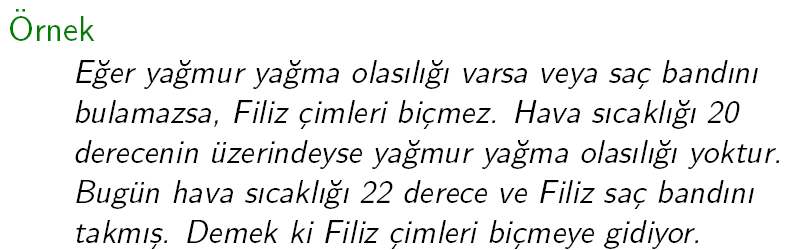 Örnek
Eğer yağmur yağma olasılığı varsa veya saç bandını
bulamazsa, Filiz çimleri biçmez. Hava sıcaklığı 20
derecenin üzerindeyse yağmur yağma olasılığı yoktur.
Bugün hava sıcaklığı 22 derece ve Filiz saç bandını
takmış. Demek ki Filiz çimleri biçmeye gidiyor.